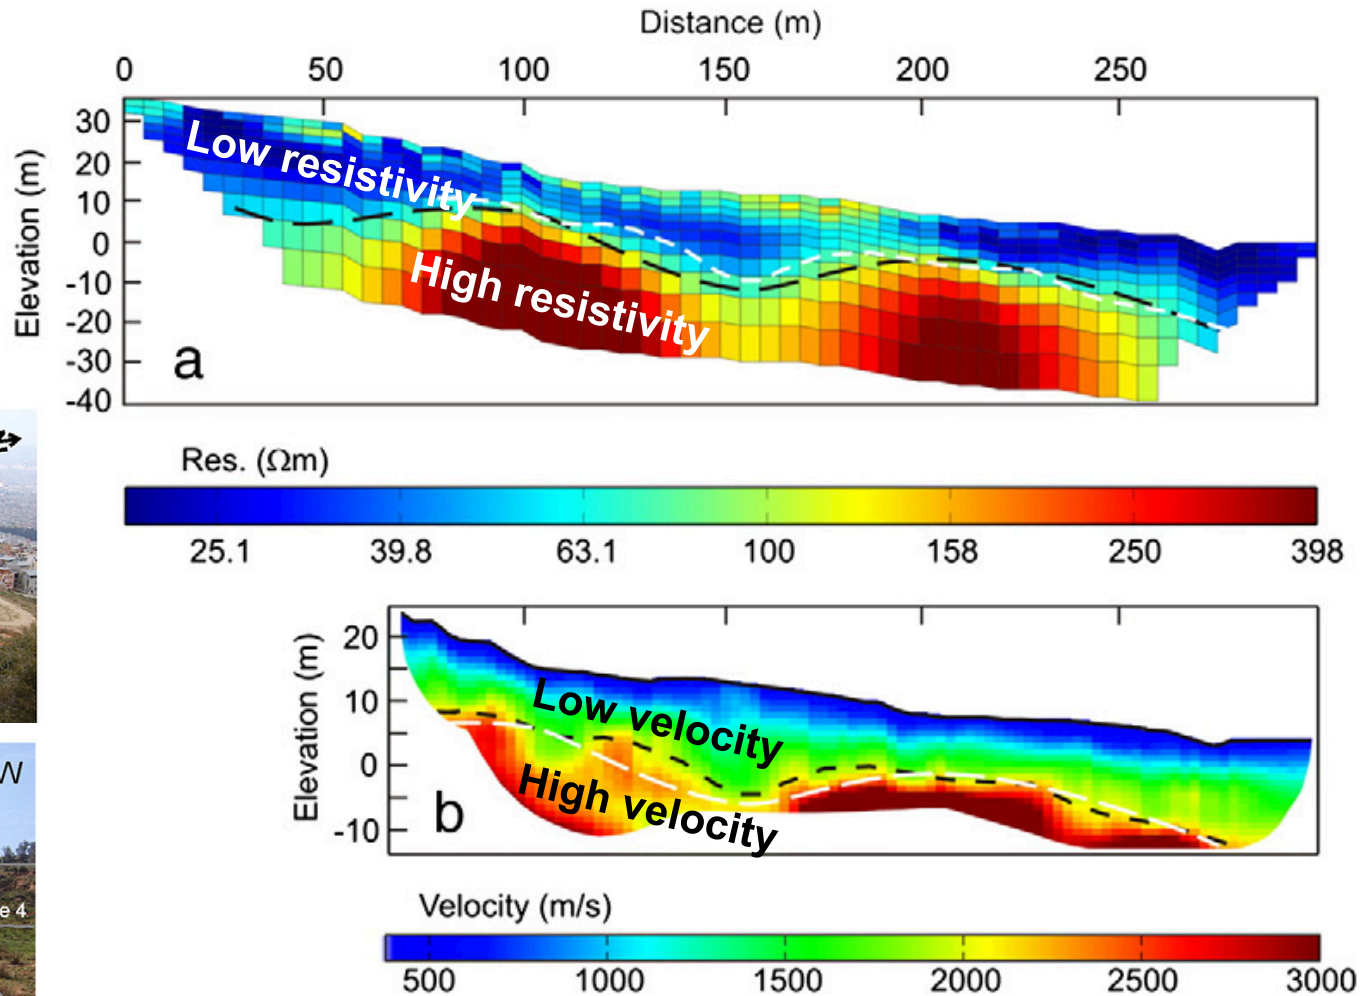 Distance (m)
0 50 100 150 200 250
Elevation (m)
30
20
10
0
-10
-20
-30
-40
Low resistivity
High resistivity
a
Res. (Ωm)
25.1 39.8 63.1 100 158 250 398
Elevation (m)
20
10
0
-10
Low velocity
High velocity
b
W
e 4
Velocity (m/s)
500 1000 1500 2000 2500 3000